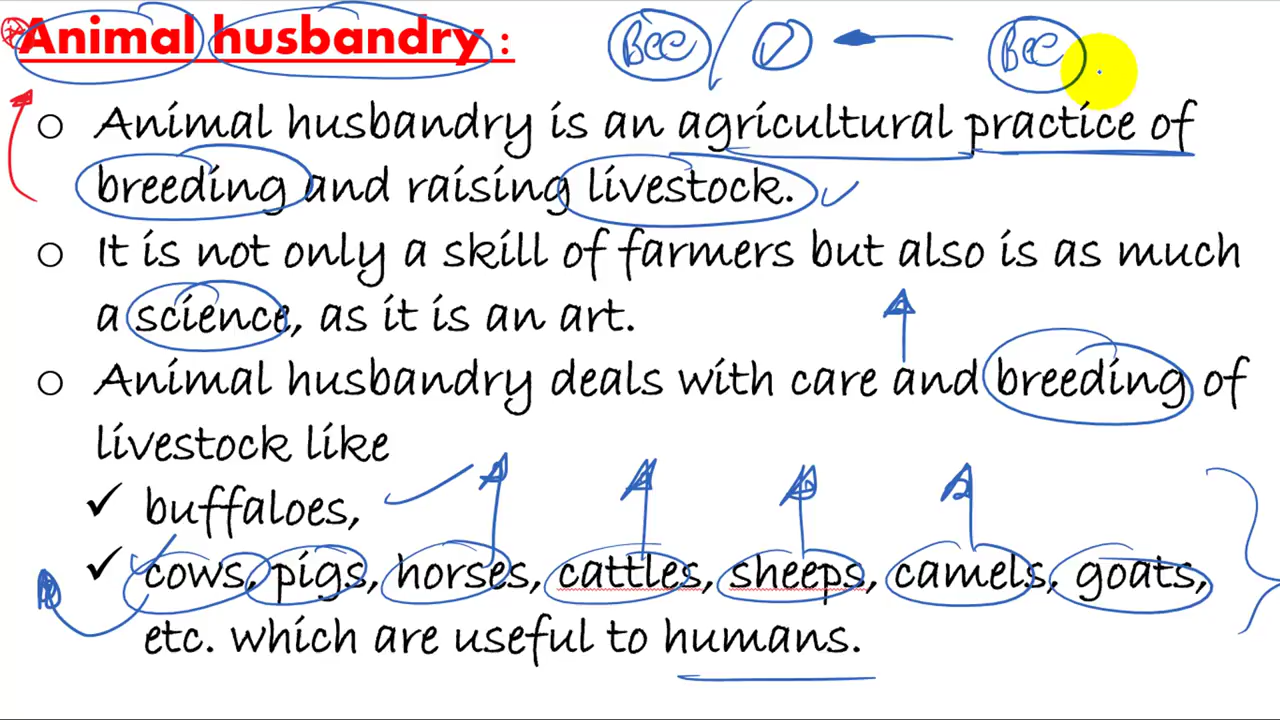 Animal husbandry :
Bee
Bee
o Animal husbandry is an agricultural practice of
breeding and raising livestock.
o It is not only a skill of farmers but also is as much
a science, as it is an art.
o Animal husbandry deals with care and breeding of
livestock like
✓ buffaloes,
✓ cows, pigs, horses, cattles, sheeps, camels, goats,
etc. which are useful to humans.